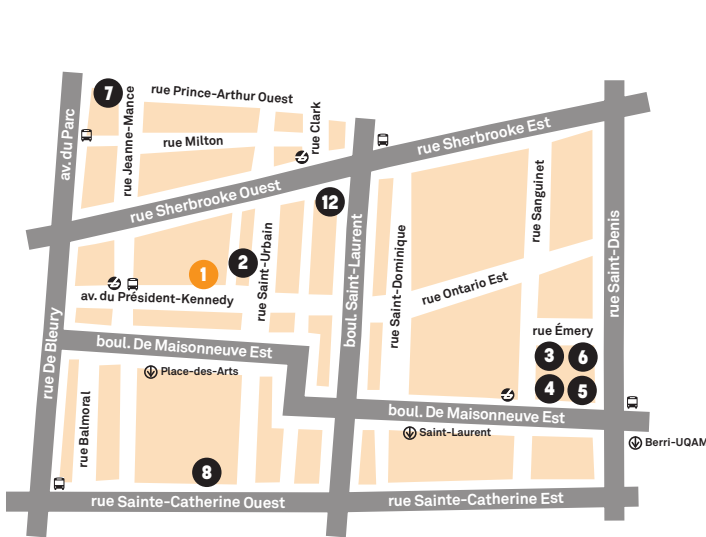 7
rue Prince-Arthur Ouest
av. du Parc
rue Jeanne-Mance
rue Clark
rue Milton
rue Sherbrooke Est
rue Sherbrooke Ouest
12
rue Sanguinet
rue Saint-Denis
rue Saint-Urbain
boul. Saint-Laurent
rue Saint-Dominique
1
2
rue Ontario Est
av. du Président-Kennedy
rue De Bleury
rue Émery
boul. De Maisonneuve Est
3
6
Place-des-Arts
4
5
rue Balmoral
boul. De Maisonneuve Est
Saint-Laurent
Berri-UQAM
8
rue Sainte-Catherine Ouest
rue Sainte-Catherine Est